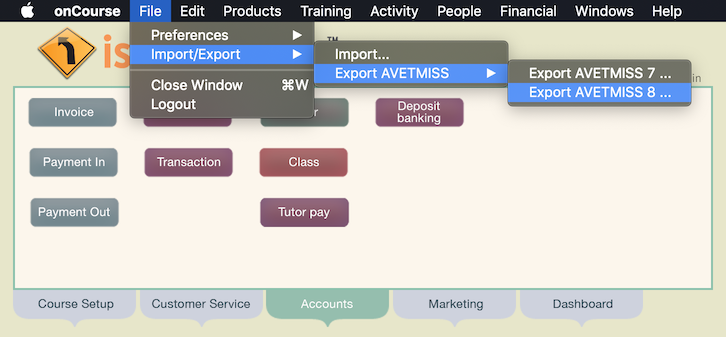 onCourse File Edit Products Training Activity People Financial Windows Help
Preferences
Import/Export
Close Window ⌘W
Logout
Import...
Export AVETMISS
Export AVETMISS 7 ...
Export AVETMISS 8 ...
is
TM
in
Invoice
Deposit
banking
Payment In
Transaction
Class
Payment Out
Tutor pay
Course Setup
Customer Service
Accounts
Marketing
Dashboard